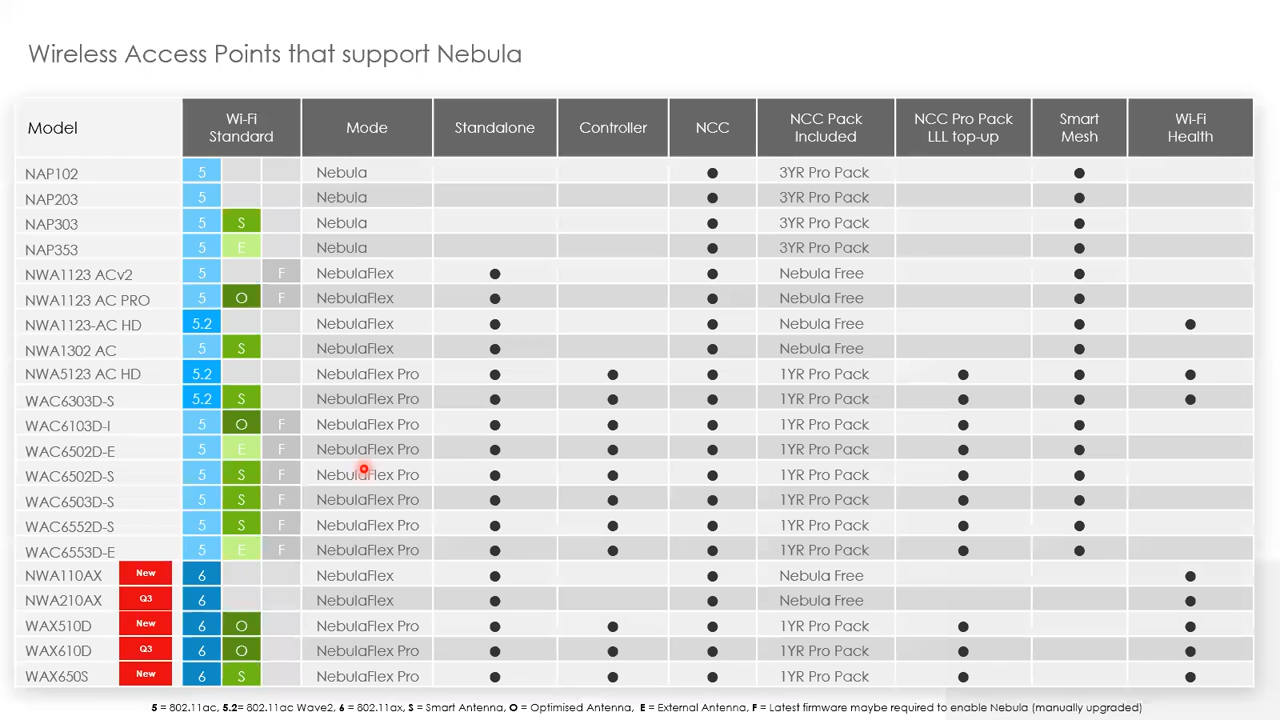 Wireless Access Points that support Nebula
Model Wi-Fi Standard Mode Standalone Controller NCC NCC Pack Included NCC Pro Pack LLL top-up Smart Mesh Wi-Fi Health
NAP102 5 Nebula ● 3YR Pro Pack ●
NAP203 5 Nebula ● 3YR Pro Pack ●
NAP303 5 S Nebula ● 3YR Pro Pack ●
NAP353 5 E Nebula ● 3YR Pro Pack ●
NWA1123 ACv2 5 F NebulaFlex ● ● Nebula Free ●
NWA1123 AC PRO 5 O F NebulaFlex ● ● Nebula Free ●
NWA1123-AC HD 5.2 NebulaFlex ● ● Nebula Free ● ●
NWA1302 AC 5 S NebulaFlex ● ● Nebula Free ●
NWA5123 AC HD 5.2 NebulaFlex Pro ● ● ● 1YR Pro Pack ● ● ●
WAC6303D-S 5.2 S NebulaFlex Pro ● ● ● 1YR Pro Pack ● ● ●
WAC6103D-I 5 O F NebulaFlex Pro ● ● ● 1YR Pro Pack ● ●
WAC6502D-E 5 E F NebulaFlex Pro ● ● ● 1YR Pro Pack ● ●
WAC6502D-S 5 S F NebulaFlex Pro ● ● ● 1YR Pro Pack ● ●
WAC6503D-S 5 S F NebulaFlex Pro ● ● ● 1YR Pro Pack ● ●
WAC6552D-S 5 S F NebulaFlex Pro ● ● ● 1YR Pro Pack ● ●
WAC6553D-E 5 E F NebulaFlex Pro ● ● ● 1YR Pro Pack ● ●
NWA110AX New 6 NebulaFlex ● ● Nebula Free ●
NWA210AX Q3 6 NebulaFlex ● ● Nebula Free ●
WAX510D New 6 O NebulaFlex Pro ● ● ● 1YR Pro Pack ● ●
WAX610D Q3 6 O NebulaFlex Pro ● ● ● 1YR Pro Pack ● ●
WAX650S New 6 S NebulaFlex Pro ● ● ● 1YR Pro Pack ● ●
5 = 802.11ac, 5.2= 802.11ac Wave2, 6 = 802.11ax, S = Smart Antenna, O = Optimised Antenna, E = External Antenna, F = Latest firmware maybe required to enable Nebula (manually upgraded)